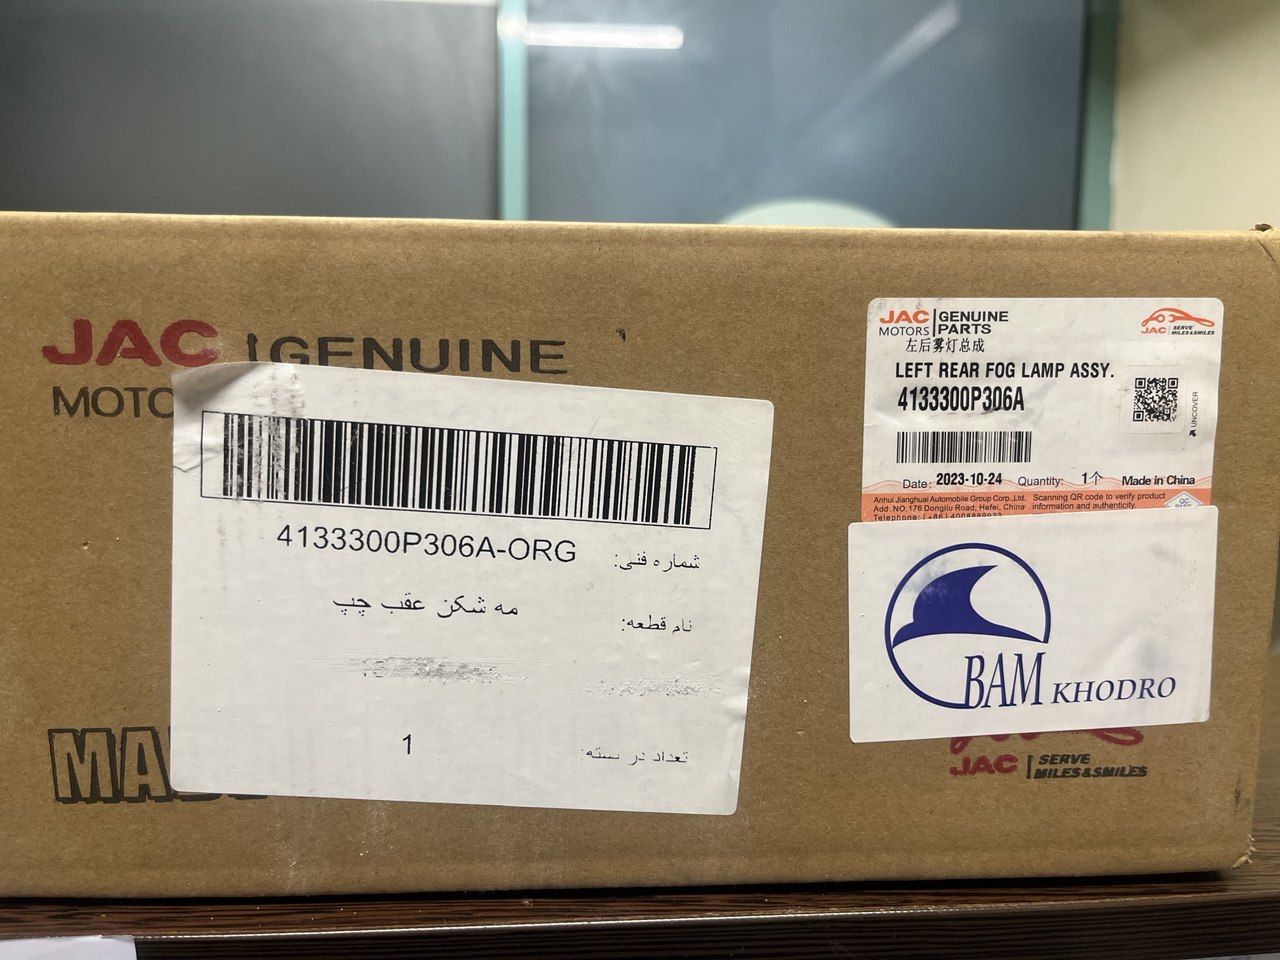 JAC GENUINE
MOTO
4133300P306A-ORG
شماره فنی:
مه شکن عقب چپ
نام قطعه:
1
تعداد در بسته:
MA
JAC MOTORS GENUINE PARTS
JAC SERVE MILES&SMILES
左后雾灯总成
LEFT REAR FOG LAMP ASSY.
4133300P306A
UNCOVER
Date: 2023-10-24 Quantity: 1个 Made in China
Anhui Jianghuai Automobile Group Corp.,Ltd. Scanning QR code to verify product
Add. NO.176 Dongliu Road, Hefei, China information and authenticity.
QC
BAM KHODRO
JAC SERVE
MILES&SMILES